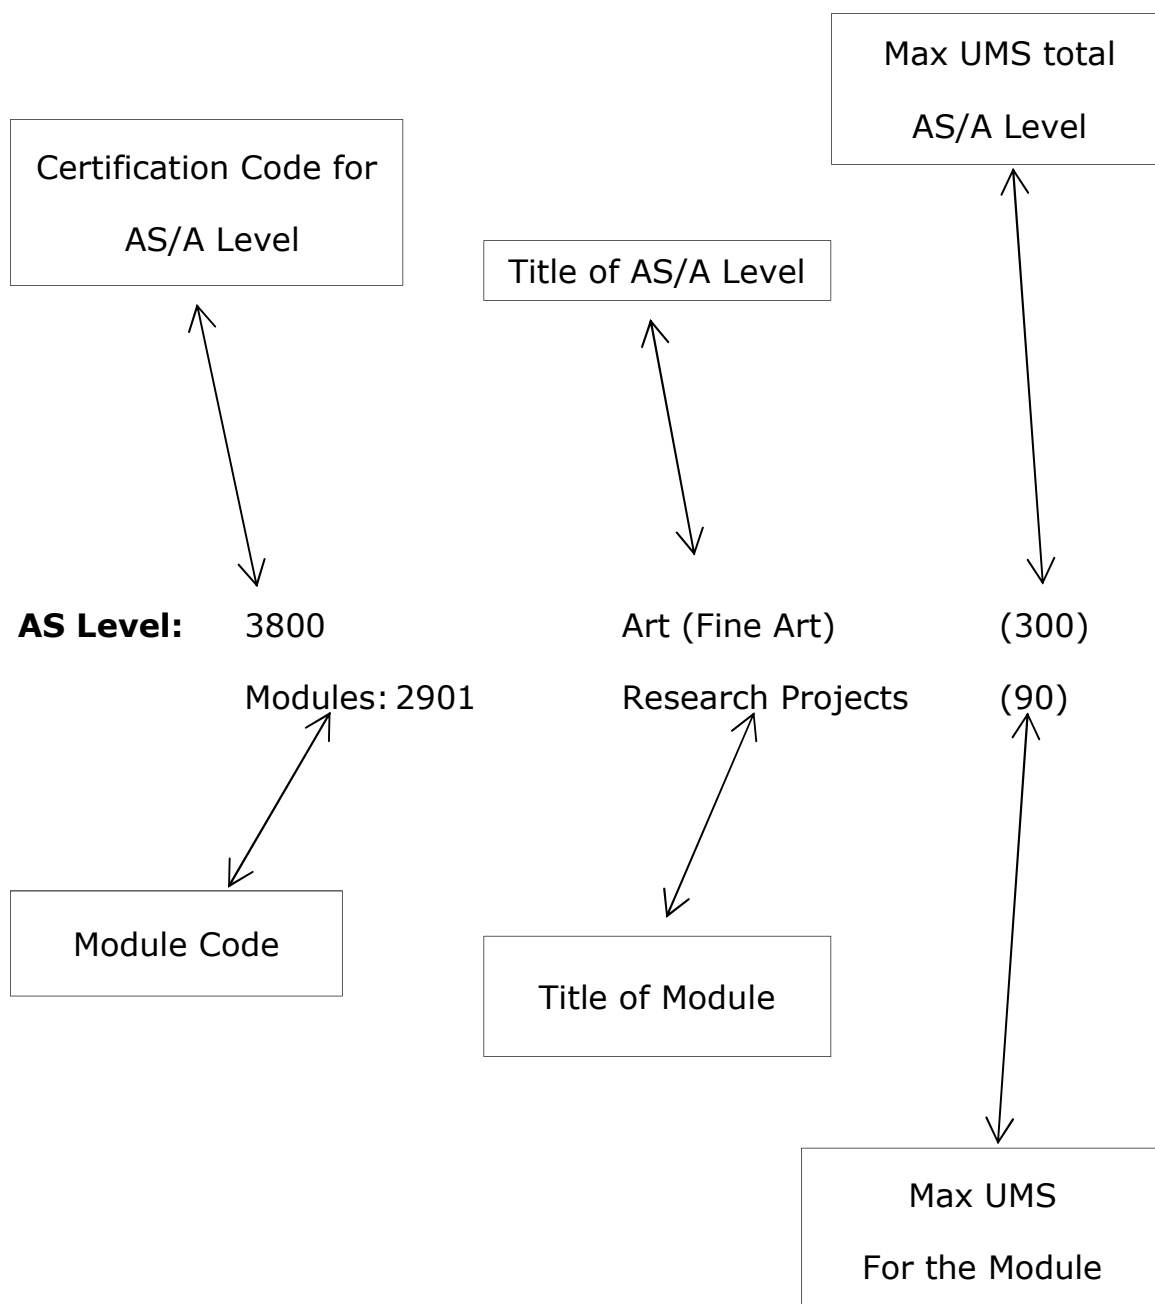 Max UMS total
AS/A Level
Certification Code for
AS/A Level
Title of AS/A Level
AS Level: 3800 Art (Fine Art) (300)
Modules: 2901 Research Projects (90)
Module Code
Title of Module
Max UMS
For the Module